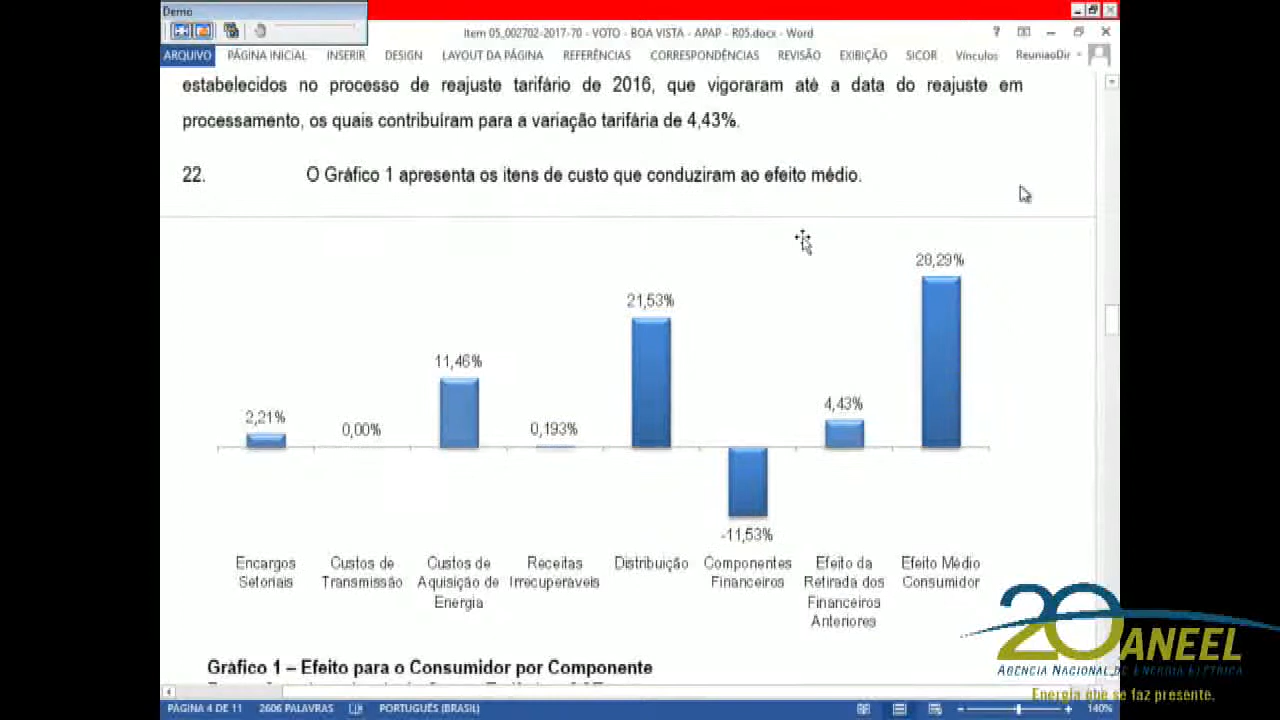 Demo
Item 05_002702-2017-70 - VOTO - BOA VISTA - APAP - R05.docx - Word
ARQUIVO PÁGINA INICIAL INSERIR DESIGN LAYOUT DA PÁGINA REFERÊNCIAS CORRESPONDÊNCIAS REVISÃO EXIBIÇÃO SICOR Vínculos ReuniaoDir
estabelecidos no processo de reajuste tarifário de 2016, que vigoraram até a data do reajuste em
processamento, os quais contribuíram para a variação tarifária de 4,43%.
22. O Gráfico 1 apresenta os itens de custo que conduziram ao efeito médio.
2,21%
0,00%
11,46%
0,193%
21,53%
-11,53%
4,43%
28,29%
Encargos
Setoriais
Custos de
Transmissão
Custos de
Aquisição de
Energia
Receitas
Irrecuperáveis
Distribuição
Componentes
Financeiros
Efeito da
Retirada dos
Financeiros
Anteriores
Efeito Médio
Consumidor
Gráfico 1 – Efeito para o Consumidor por Componente
20 ANEEL
AGÊNCIA NACIONAL DE ENERGIA ELÉTRICA
Energia que se faz presente.
PÁGINA 4 DE 11 2606 PALAVRAS PORTUGUÊS (BRASIL) 140%